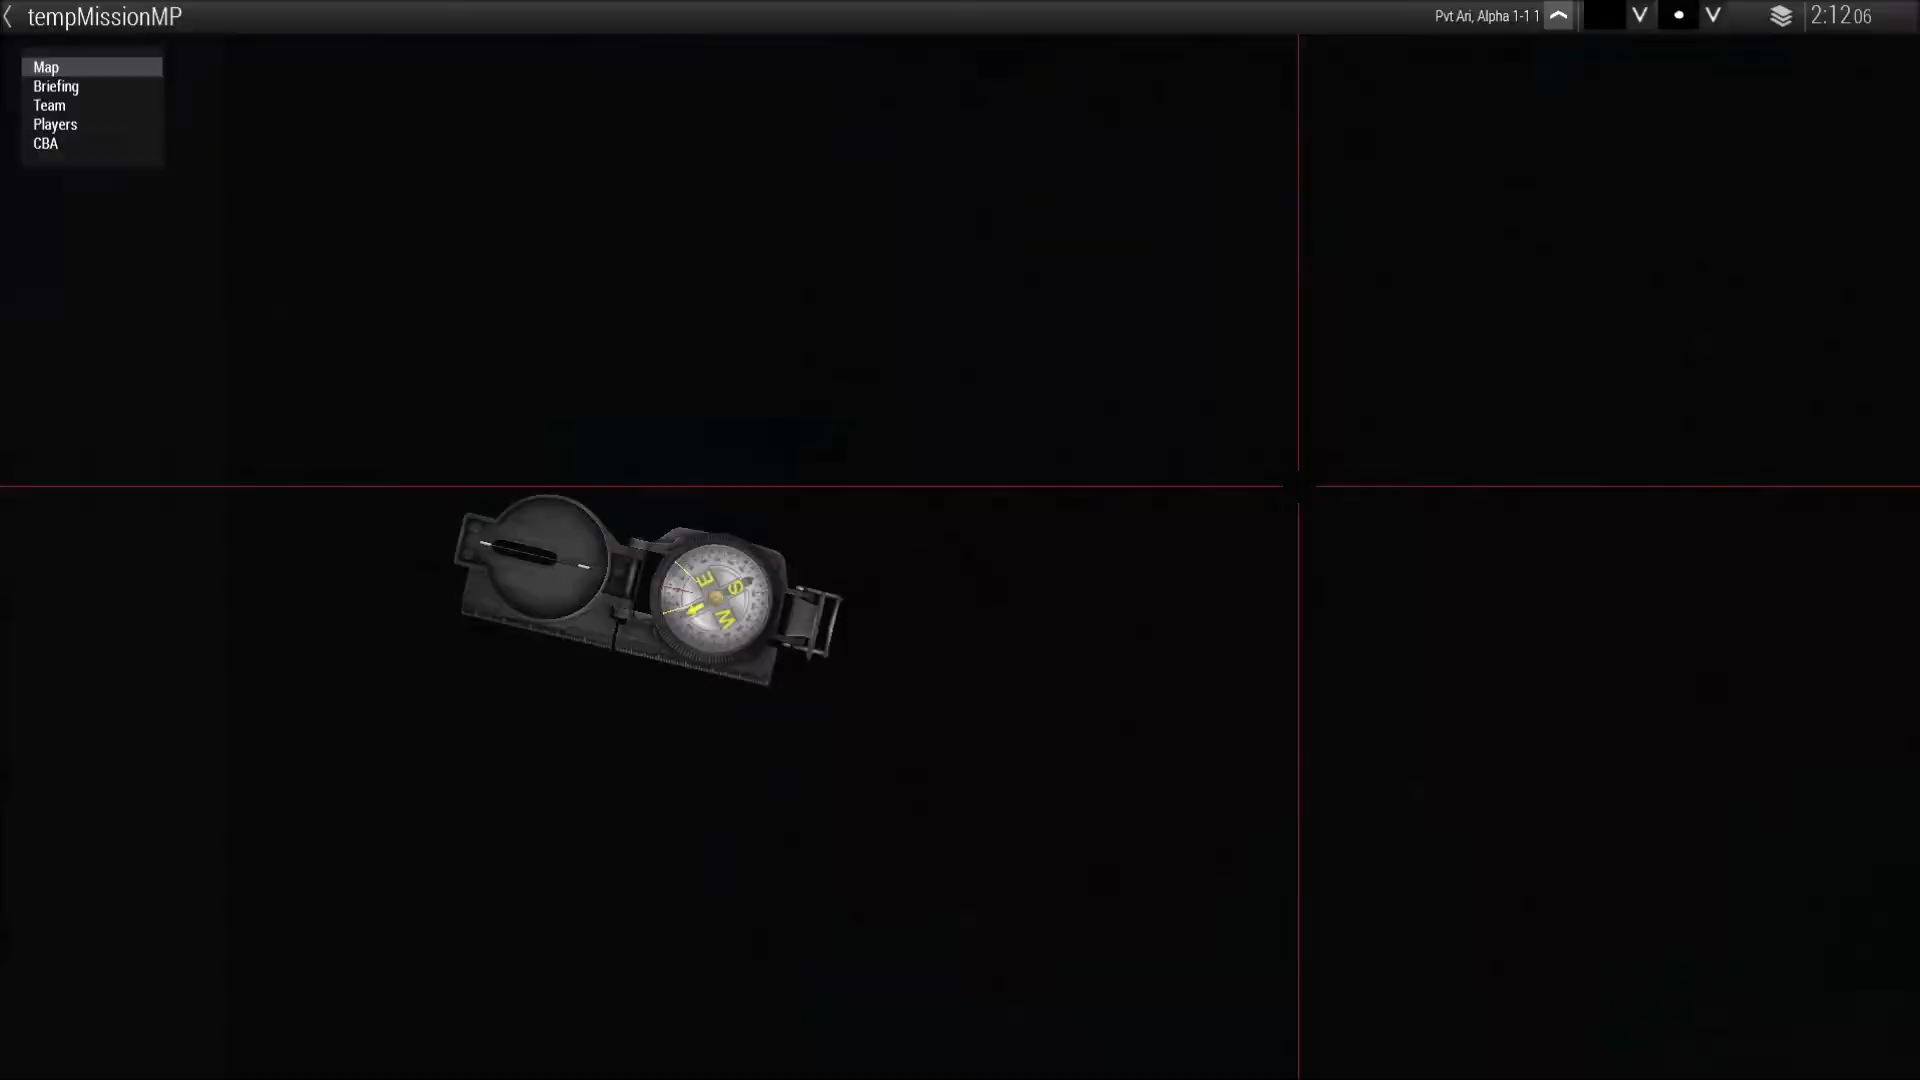 tempMissionMP
Pvt Ari, Alpha 1-1 1
2:12 06
Map
Briefing
Team
Players
CBA
E
S
W